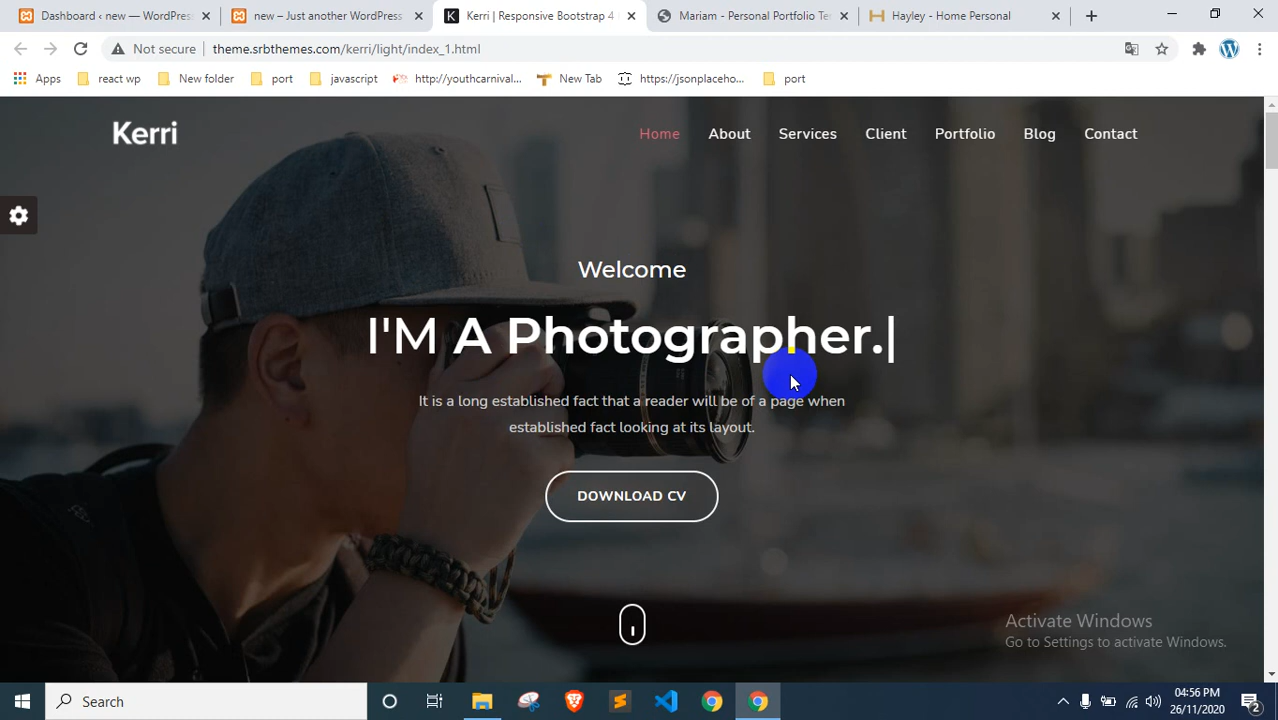 Dashboard ‹ new — WordPres
new – Just another WordPress
Kerri | Responsive Bootstrap 4
Mariam - Personal Portfolio Te
Hayley - Home Personal
Not secure
theme.srbthemes.com/kerri/light/index_1.html
Apps
react wp
New folder
port
javascript
http://youthcarnival...
New Tab
https://jsonplaceho...
port
Kerri
Home
About
Services
Client
Portfolio
Blog
Contact
Welcome
I'M A Photographer.|
It is a long established fact that a reader will be of a page when
established fact looking at its layout.
DOWNLOAD CV
Activate Windows
Go to Settings to activate Windows.
Search
04:56 PM
26/11/2020
2